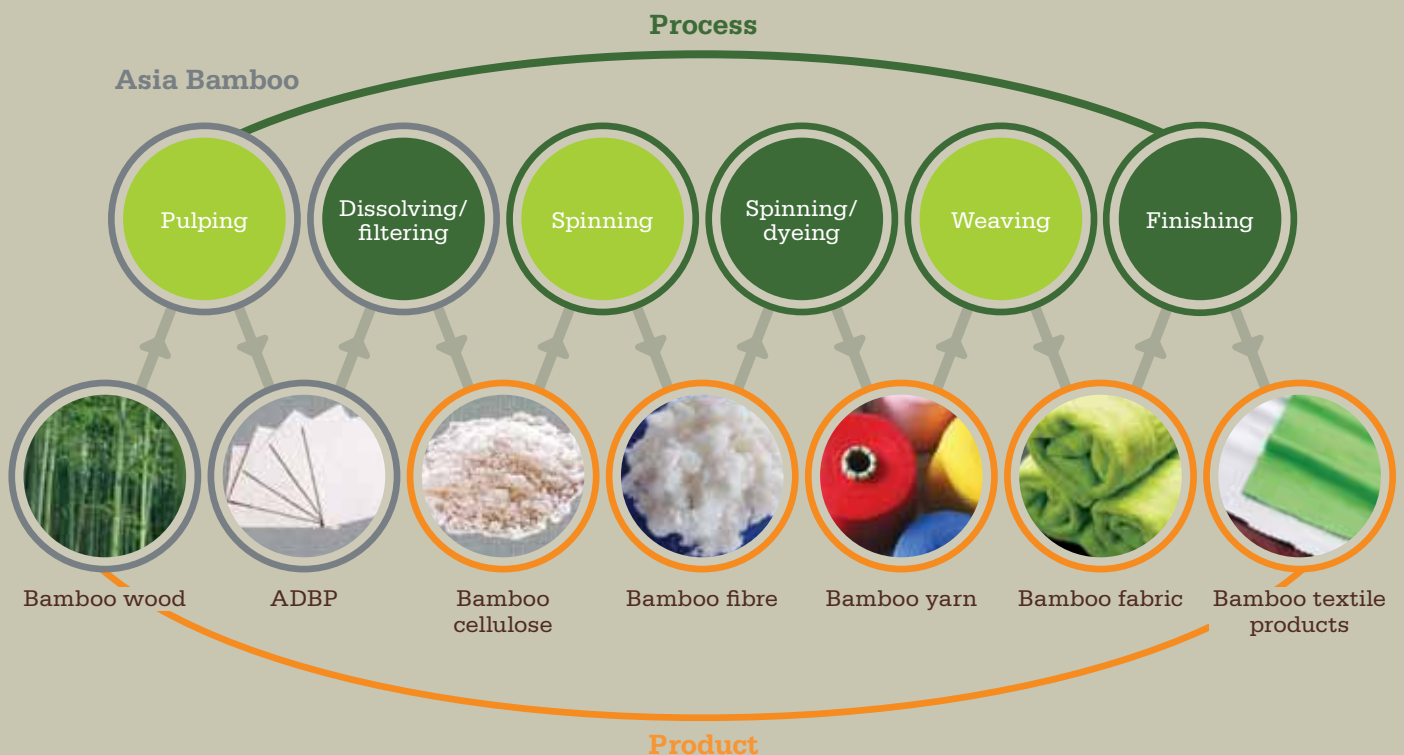 Process
Asia Bamboo
Pulping
Dissolving/
filtering
Spinning
Spinning/
dyeing
Weaving
Finishing
Bamboo wood
ADBP
Bamboo
cellulose
Bamboo fibre
Bamboo yarn
Bamboo fabric
Bamboo textile
products
Product